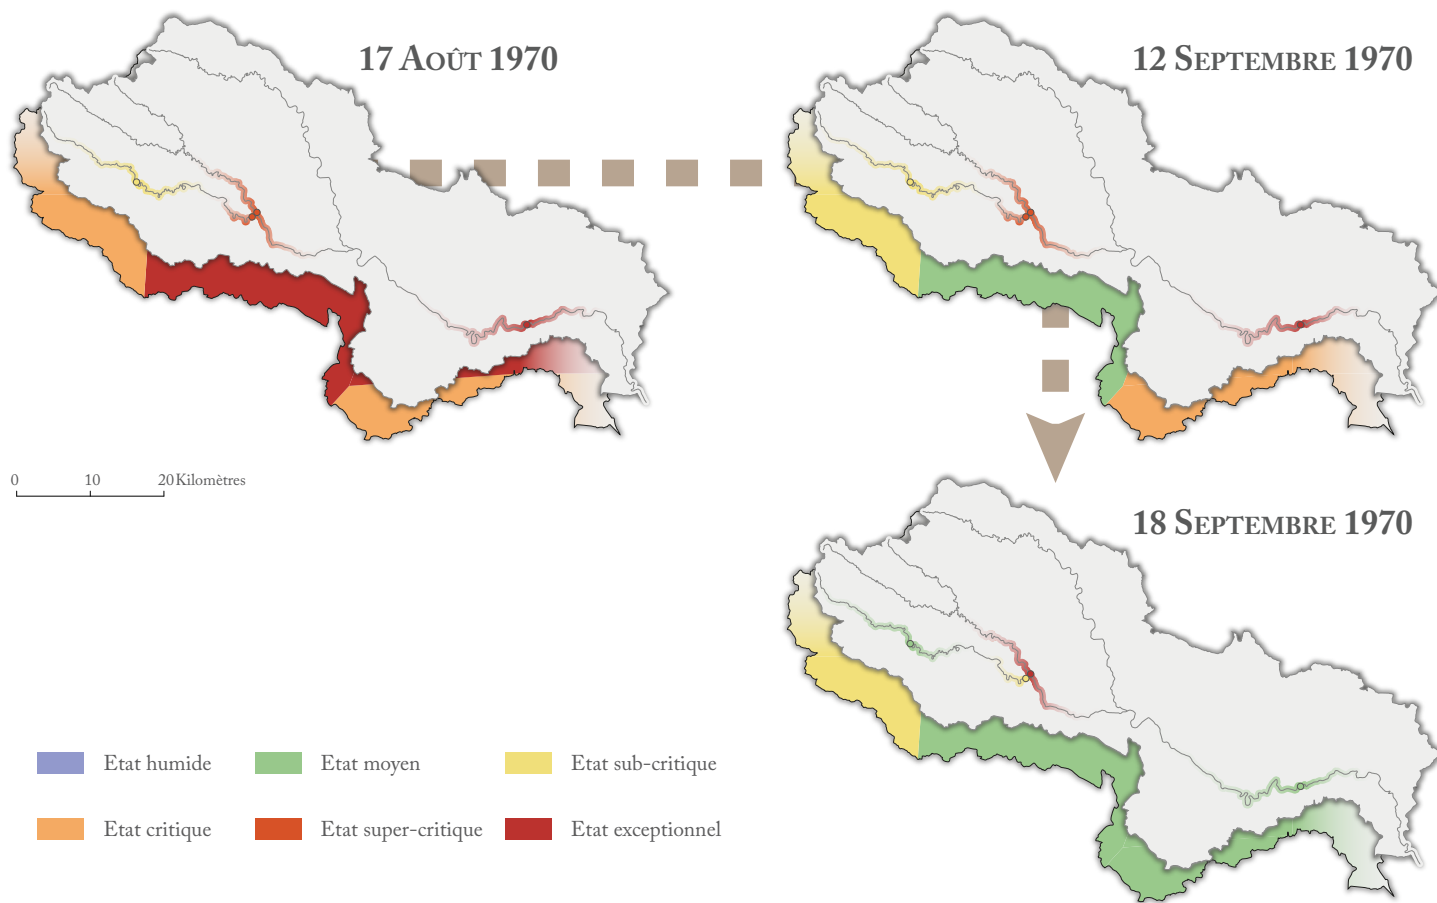 17 Août 1970
12 Septembre 1970
0 10 20 Kilomètres
18 Septembre 1970
Etat humide
Etat moyen
Etat sub-critique
Etat critique
Etat super-critique
Etat exceptionnel